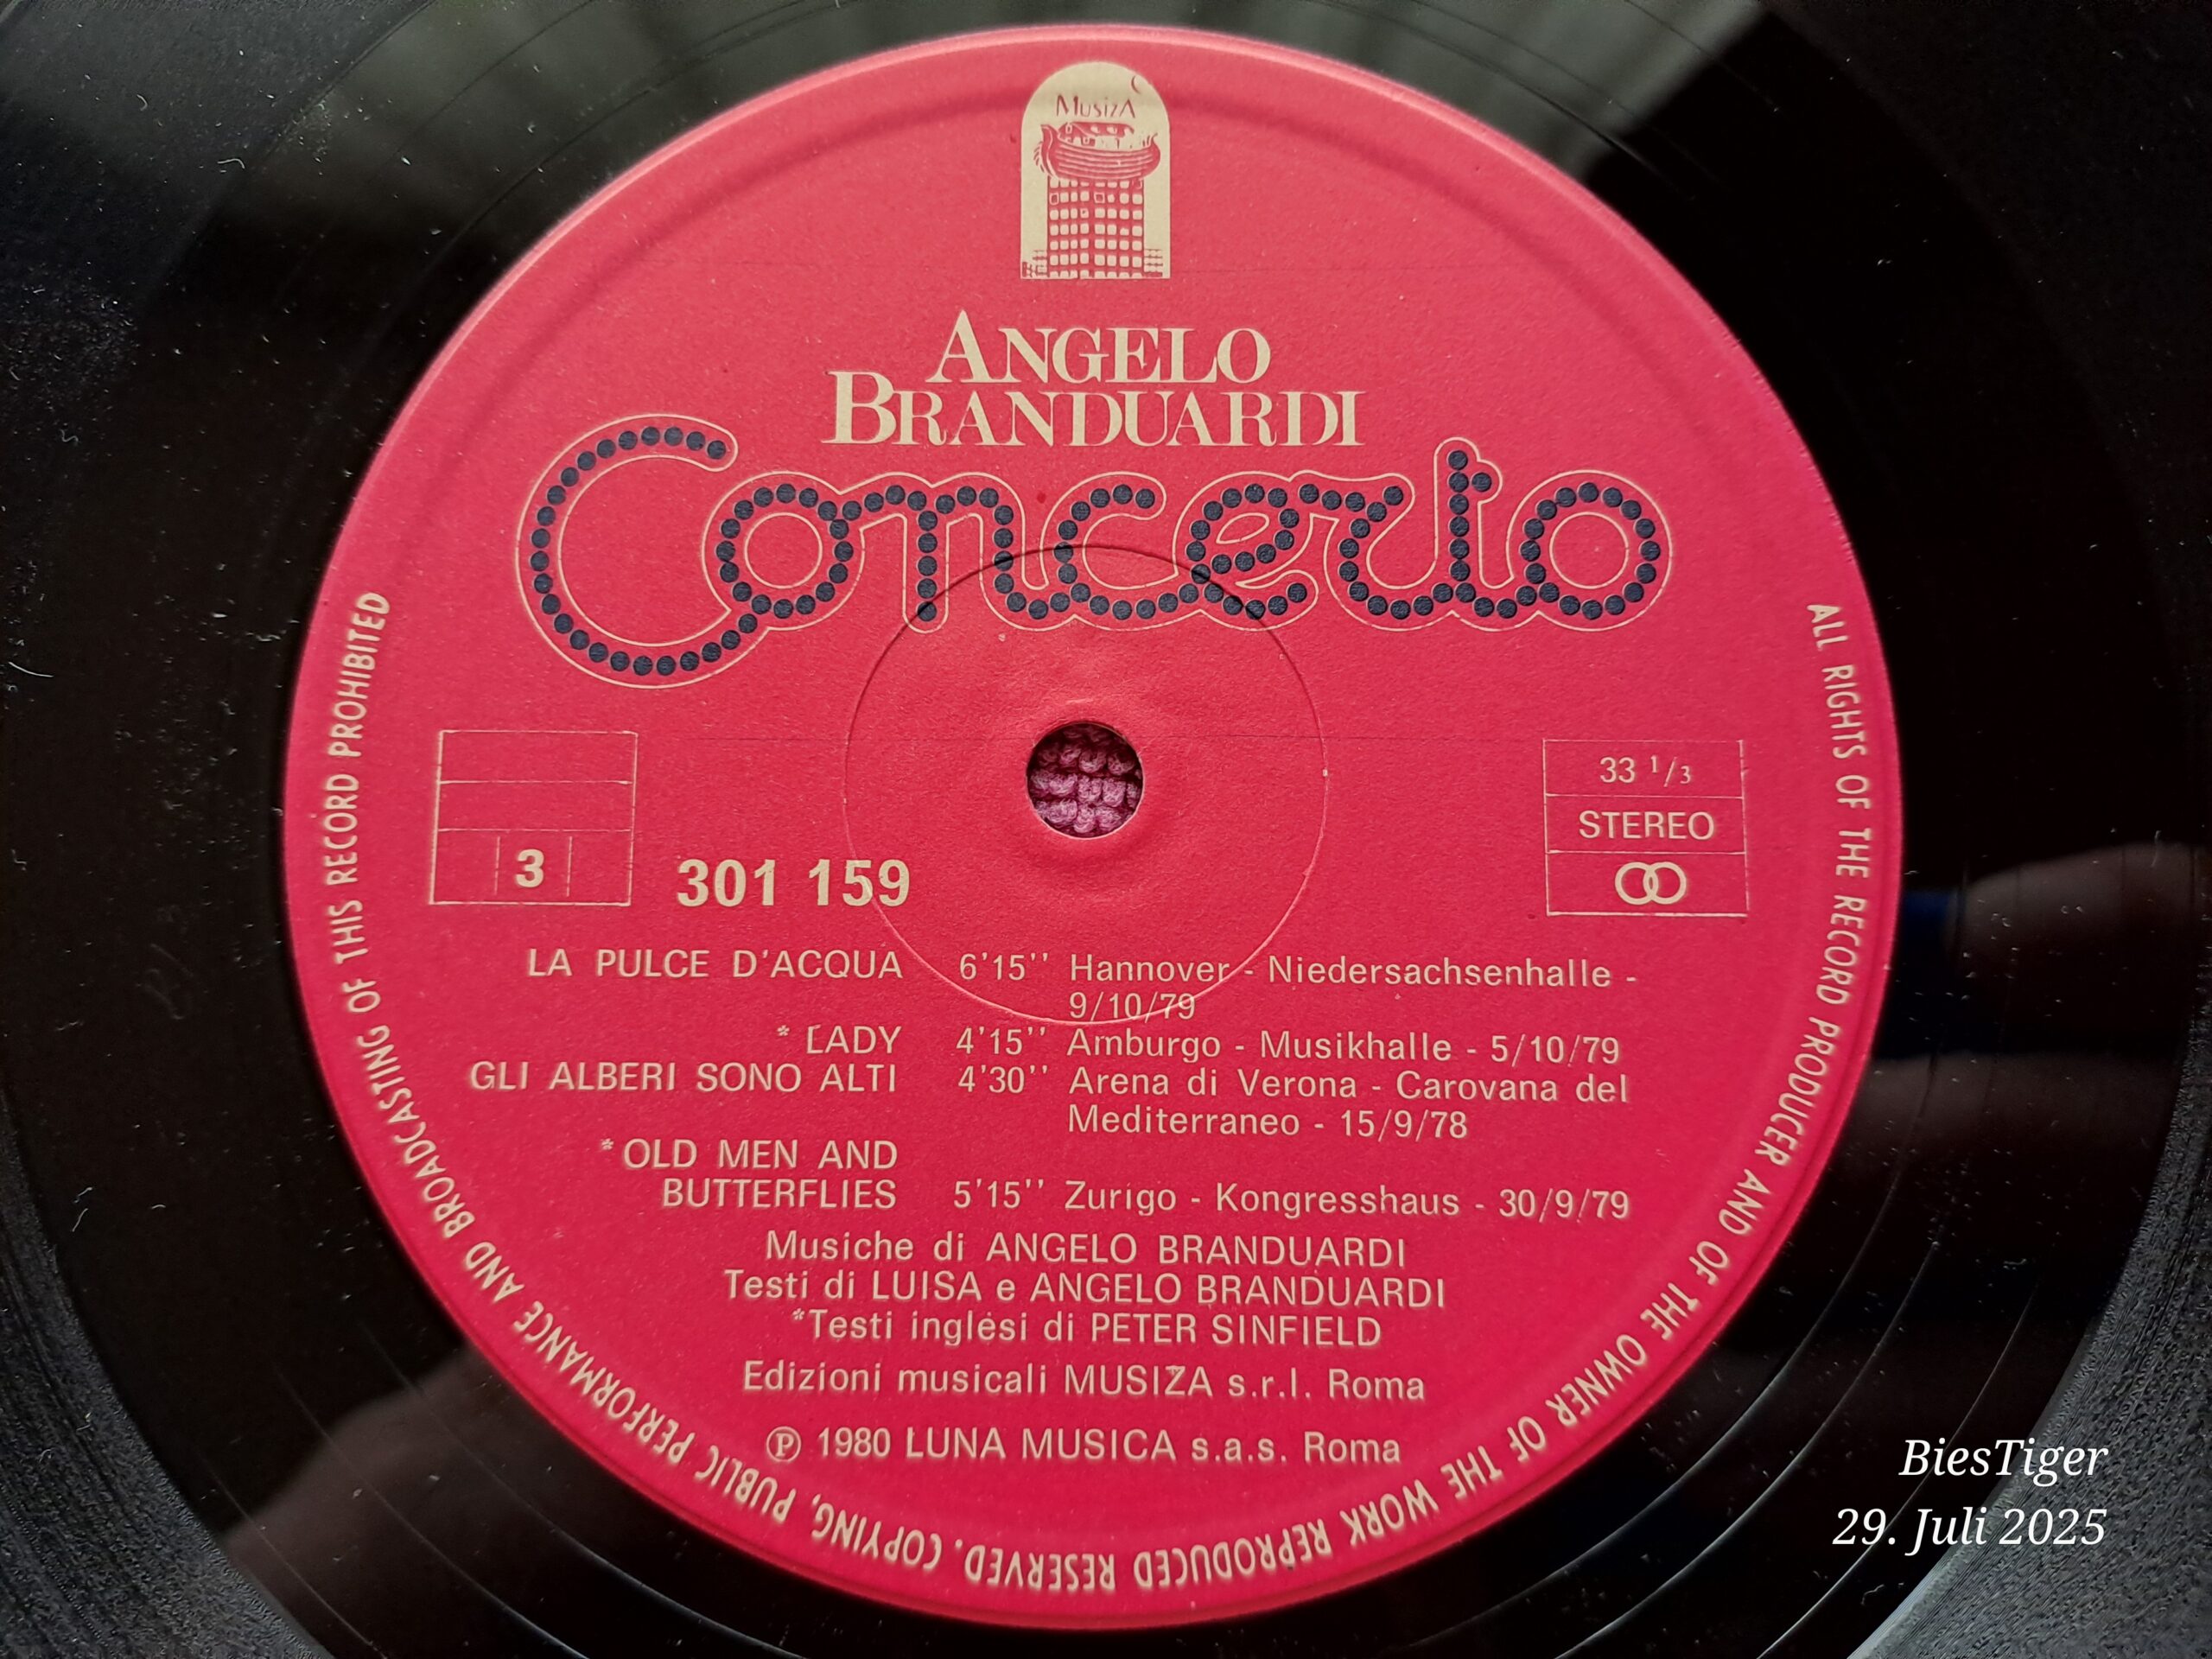 MUSIZA
ANGELO
BRANDUARDI
Concerto
33 1/3
STEREO
3
301 159
LA PULCE D'ACQUA 6'15'' Hannover - Niedersachsenhalle -
9/10/79
* LADY 4'15'' Amburgo - Musikhalle - 5/10/79
GLI ALBERI SONO ALTI 4'30'' Arena di Verona - Carovana del
Mediterraneo - 15/9/78
* OLD MEN AND
BUTTERFLIES 5'15'' Zurigo - Kongresshaus - 30/9/79
Musiche di ANGELO BRANDUARDI
Testi di LUISA e ANGELO BRANDUARDI
*Testi inglesi di PETER SINFIELD
Edizioni musicali MUSIZA s.r.l. Roma
℗ 1980 LUNA MUSICA s.a.s. Roma
ALL RIGHTS OF THE RECORD PRODUCER AND OF THE OWNER OF THE WORK REPRODUCED RESERVED. COPYING, PUBLIC PERFORMANCE AND BROADCASTING OF THIS RECORD PROHIBITED
BiesTiger
29. Juli 2025